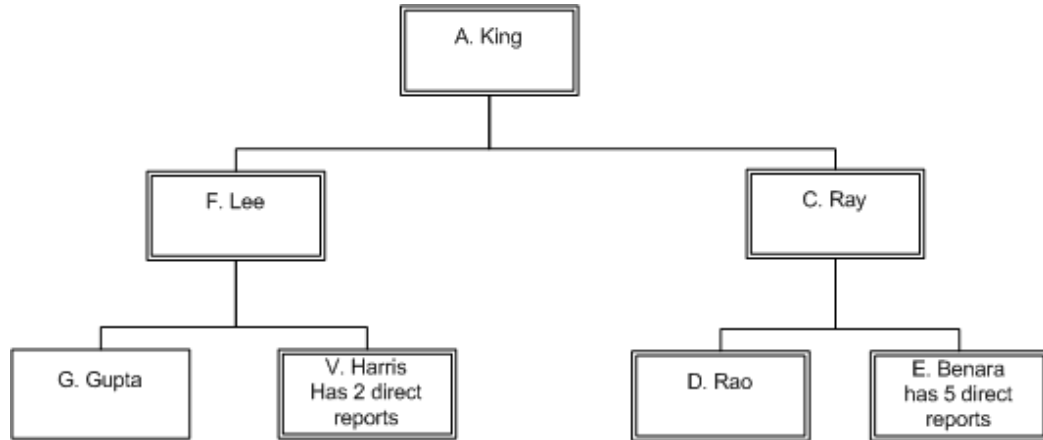 A. King
F. Lee
C. Ray
G. Gupta
V. Harris
Has 2 direct
reports
D. Rao
E. Benara
has 5 direct
reports